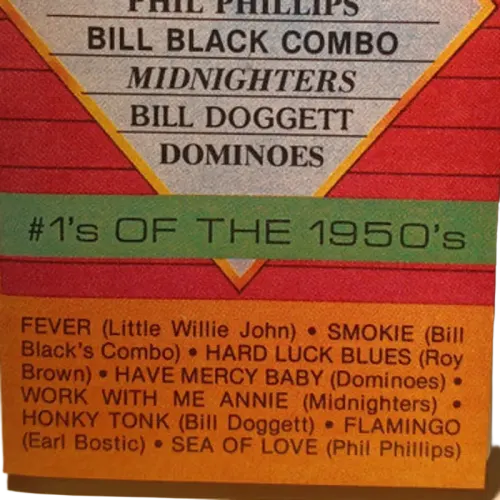 PHIL PHILLIPS
BILL BLACK COMBO
MIDNIGHTERS
BILL DOGGETT
DOMINOES
#1's OF THE 1950's
FEVER (Little Willie John) • SMOKIE (Bill
Black's Combo) • HARD LUCK BLUES (Roy
Brown) • HAVE MERCY BABY (Dominoes) •
WORK WITH ME ANNIE (Midnighters) •
HONKY TONK (Bill Doggett) • FLAMINGO
(Earl Bostic) • SEA OF LOVE (Phil Phillips)